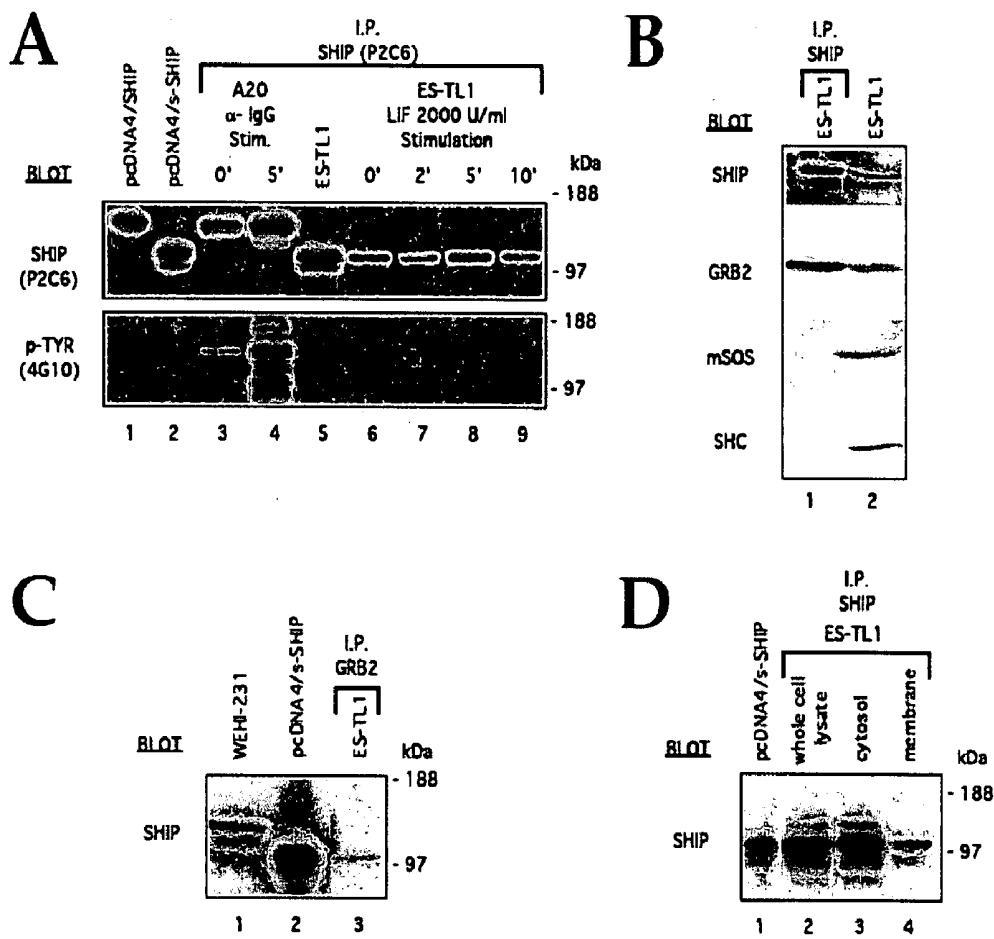 A
I.P.
SHIP (P2C6)
pcDNA4/SHIP
pcDNA4/s-SHIP
A20
α- IgG
Stim.
ES-TL1
ES-TL1
LIF 2000 U/ml
Stimulation
BLOT
0'
5'
0'
2'
5'
10'
kDa
- 188
SHIP
(P2C6)
- 97
- 188
p-TYR
(4G10)
- 97
1 2 3 4 5 6 7 8 9
B
I.P.
SHIP
ES-TL1
ES-TL1
BLOT
SHIP
GRB2
mSOS
SHC
1 2
C
WEHI-231
pcDNA4/s-SHIP
I.P.
GRB2
ES-TL1
BLOT
kDa
- 188
SHIP
- 97
1 2 3
D
I.P.
SHIP
ES-TL1
pcDNA4/s-SHIP
whole cell
lysate
cytosol
membrane
BLOT
kDa
- 188
SHIP
- 97
1 2 3 4